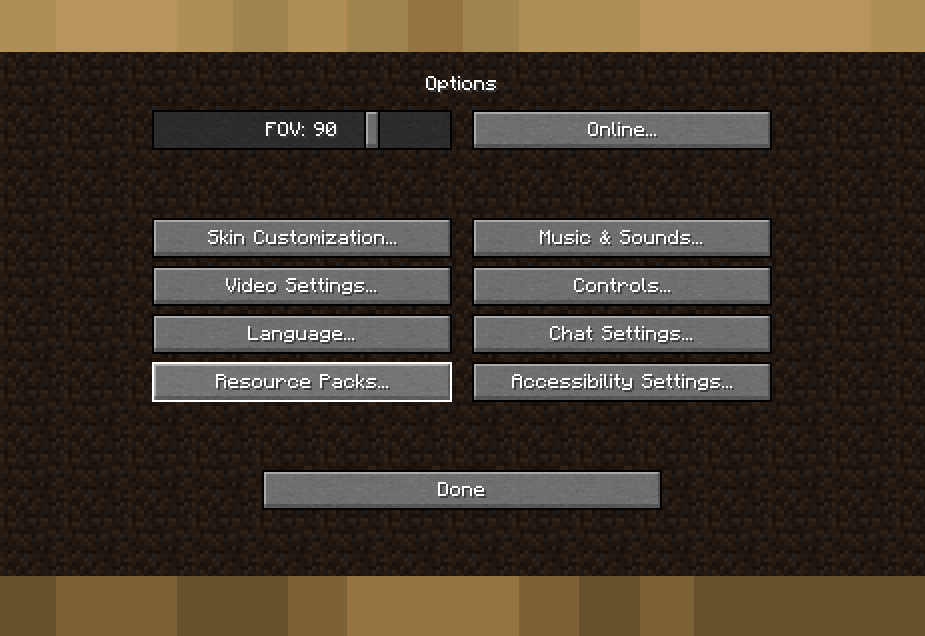 Options
FOV: 90
Online...
Skin Customization...
Music & Sounds...
Video Settings...
Controls...
Language...
Chat Settings...
Resource Packs...
Accessibility Settings...
Done